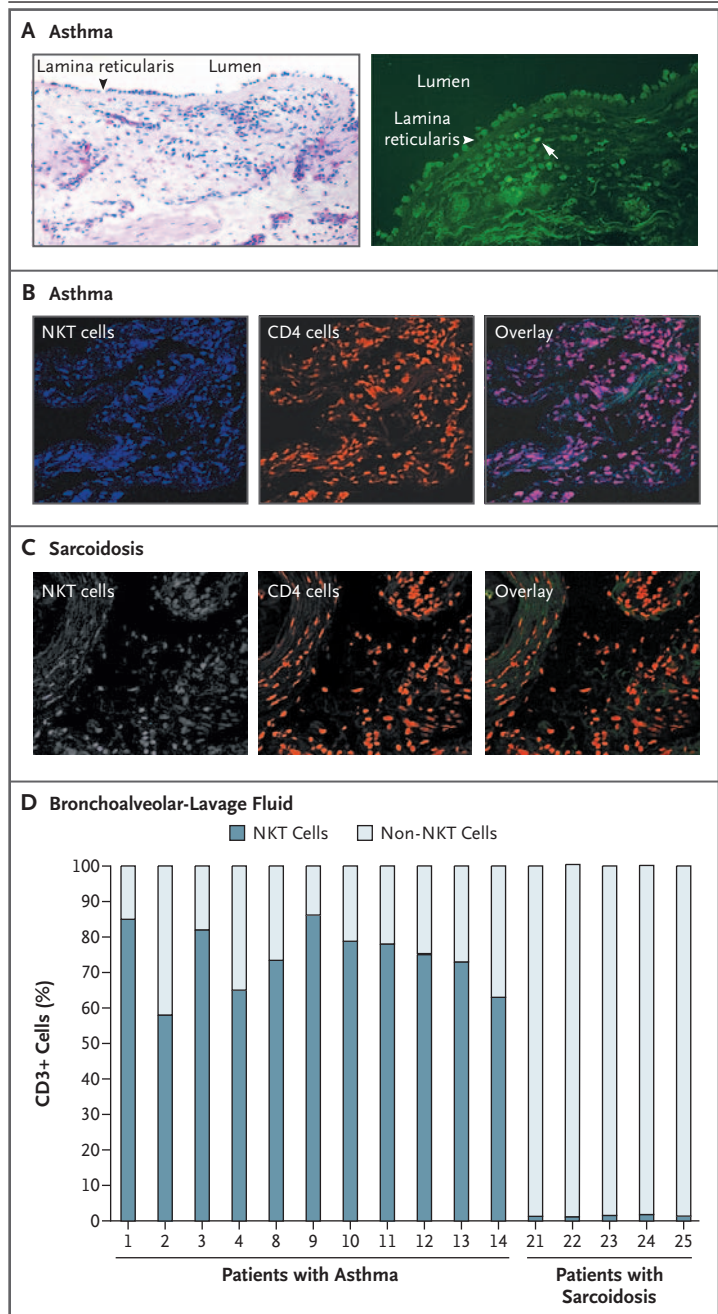 A Asthma
Lamina reticularis
Lumen
Lumen
Lamina
reticularis
B Asthma
NKT cells
CD4 cells
Overlay
C Sarcoidosis
NKT cells
CD4 cells
Overlay
D Bronchoalveolar-Lavage Fluid
NKT Cells
Non-NKT Cells
100
90
80
70
60
50
40
30
20
10
0
CD3+ Cells (%)
1 2 3 4 8 9 10 11 12 13 14 21 22 23 24 25
Patients with Asthma
Patients with
Sarcoidosis